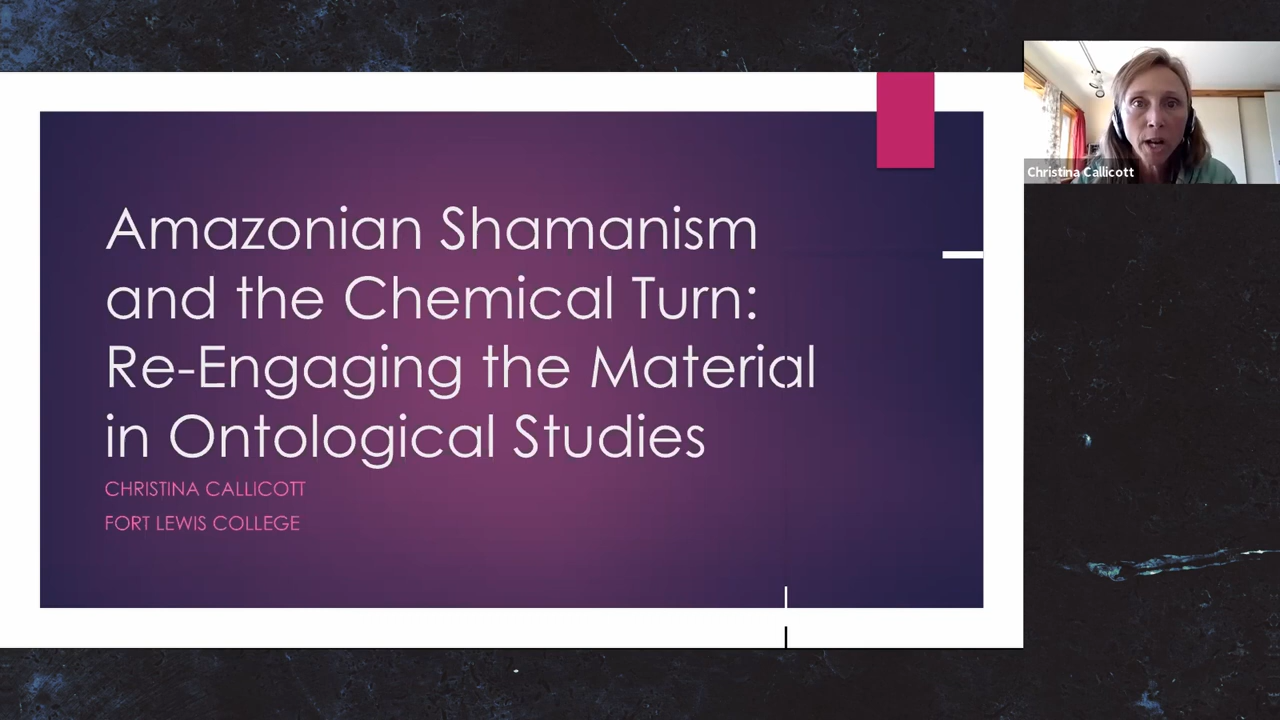 Amazonian Shamanism
and the Chemical Turn:
Re-Engaging the Material
in Ontological Studies
CHRISTINA CALLICOTT
FORT LEWIS COLLEGE
Christina Callicott